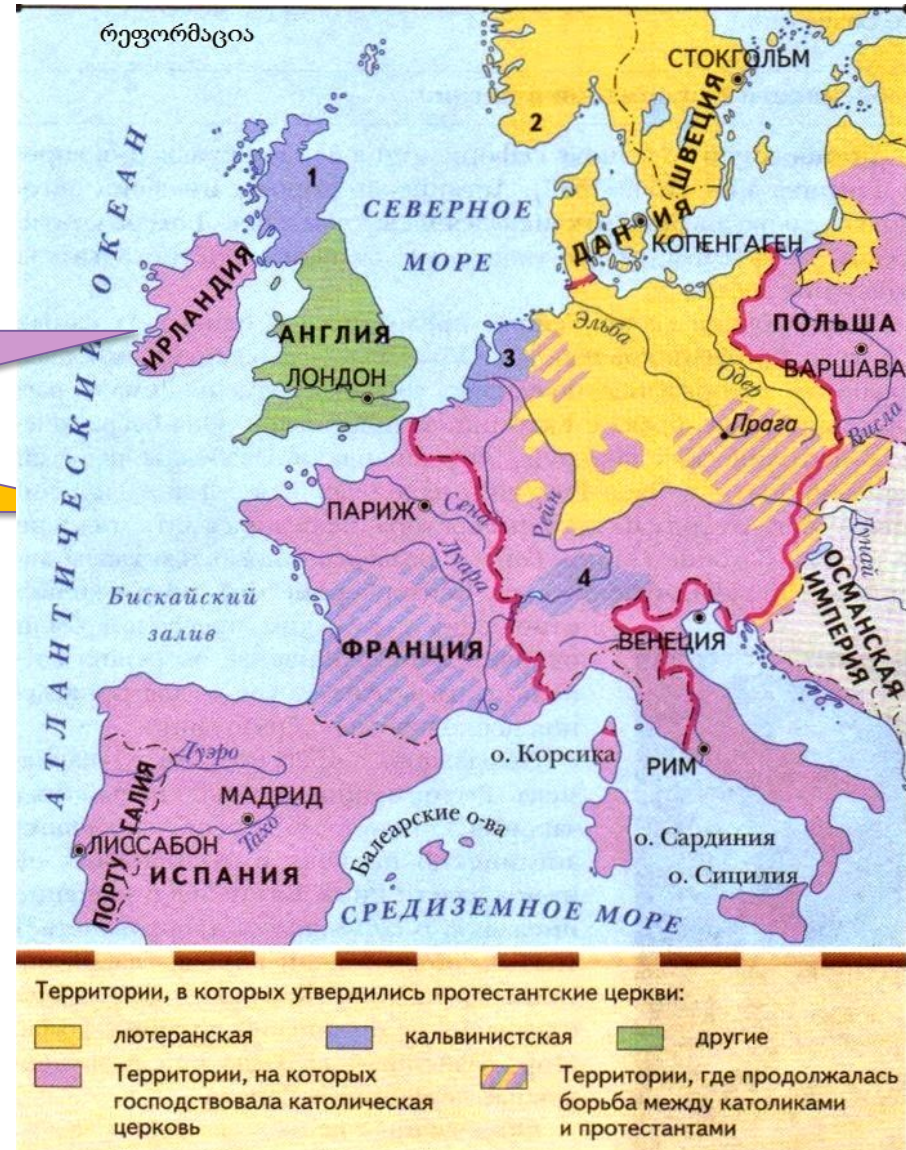 რეფორმაცია
СТОКГОЛЬМ
ШВЕЦИЯ
2
1
АТЛАНТИЧЕСКИЙ ОКЕАН
СЕВЕРНОЕ
МОРЕ
ДАНИЯ
КОПЕНГАГЕН
ИРЛАНДИЯ
АНГЛИЯ
ЛОНДОН
3
Эльба
Одер
ПОЛЬША
ВАРШАВА
Висла
Прага
ПАРИЖ
Сена
Рейн
Луара
4
Дунай
ОСМАНСКАЯ
ИМПЕРИЯ
Бискайский
залив
ФРАНЦИЯ
ВЕНЕЦИЯ
о. Корсика
РИМ
Дуэро
МАДРИД
Тахо
ПОРТУГАЛИЯ
ЛИССАБОН
ИСПАНИЯ
Балеарские о-ва
о. Сардиния
о. Сицилия
СРЕДИЗЕМНОЕ МОРЕ
Территории, в которых утвердились протестантские церкви:
лютеранская
кальвинистская
другие
Территории, на которых
господствовала католическая
церковь
Территории, где продолжалась
борьба между католиками
и протестантами